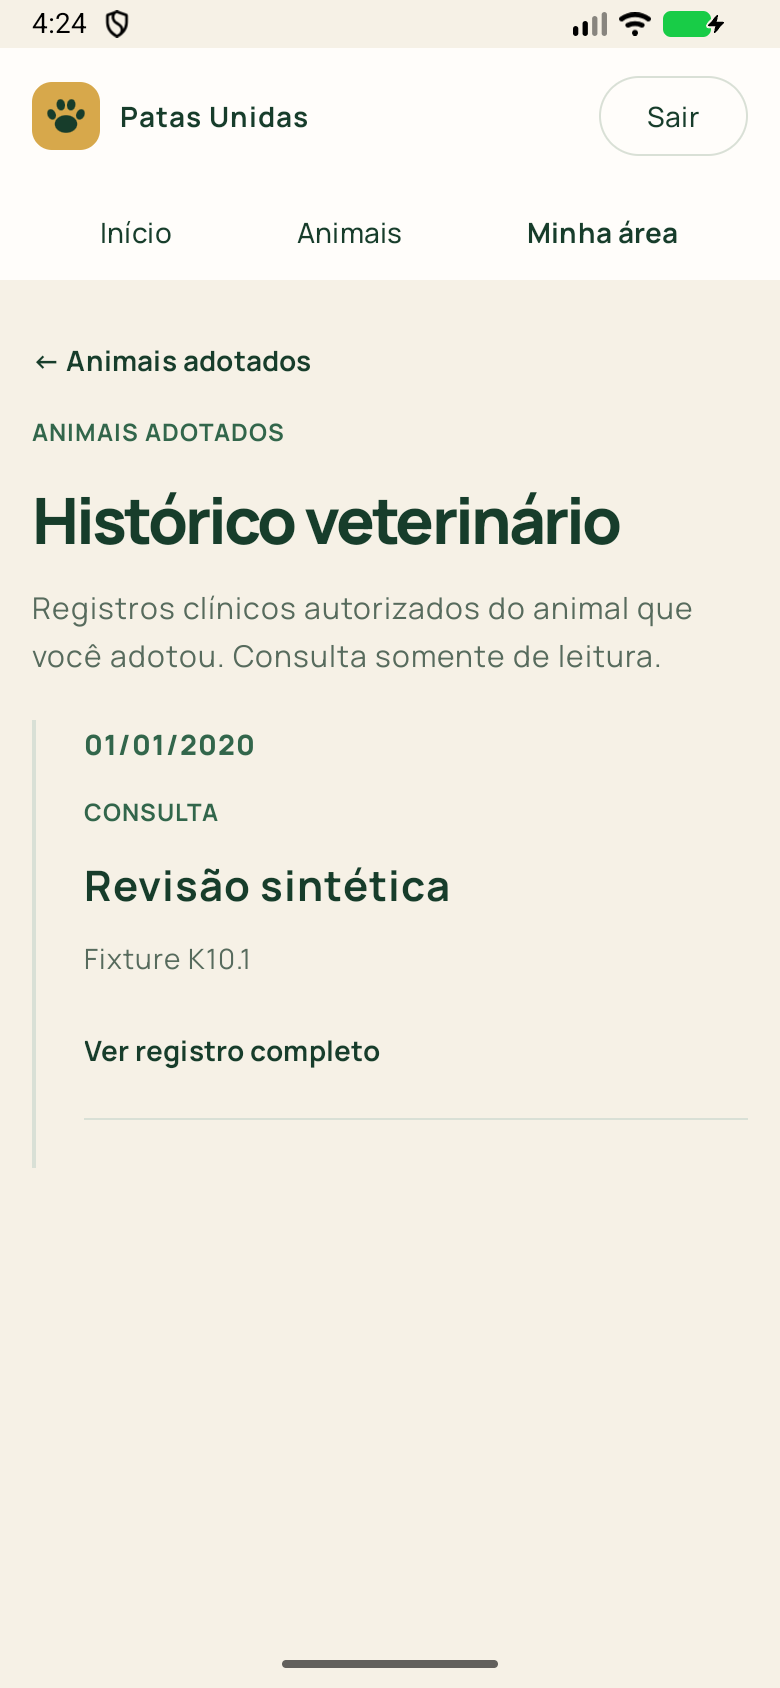 4:24
Patas Unidas
Sair
Início
Animais
Minha área
← Animais adotados
ANIMAIS ADOTADOS
Histórico veterinário
Registros clínicos autorizados do animal que
você adotou. Consulta somente de leitura.
01/01/2020
CONSULTA
Revisão sintética
Fixture K10.1
Ver registro completo